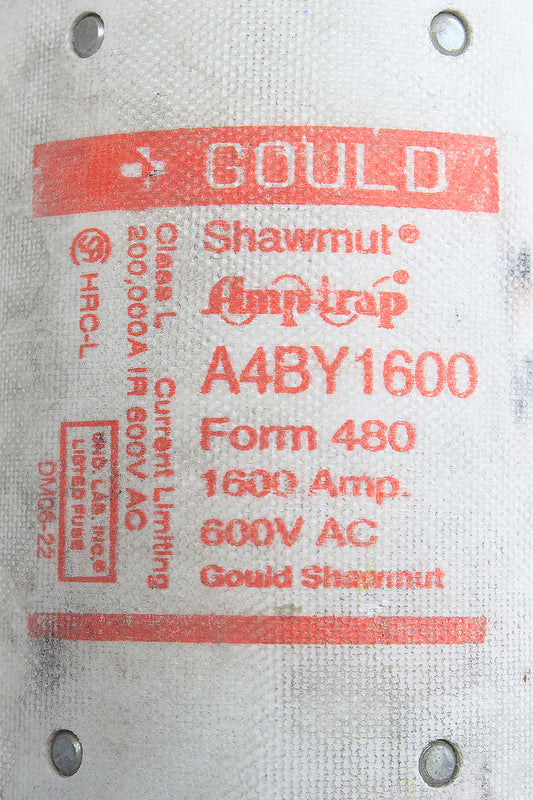 GOULD
Shawmut®
Amp-trap®
A4BY1600
Form 480
1600 Amp.
600V AC
Gould Shawmut
Class L Current Limiting
200,000A IR 600V AC
HRC-L
UND. LAB. INC.®
LISTED FUSE
DM06-22